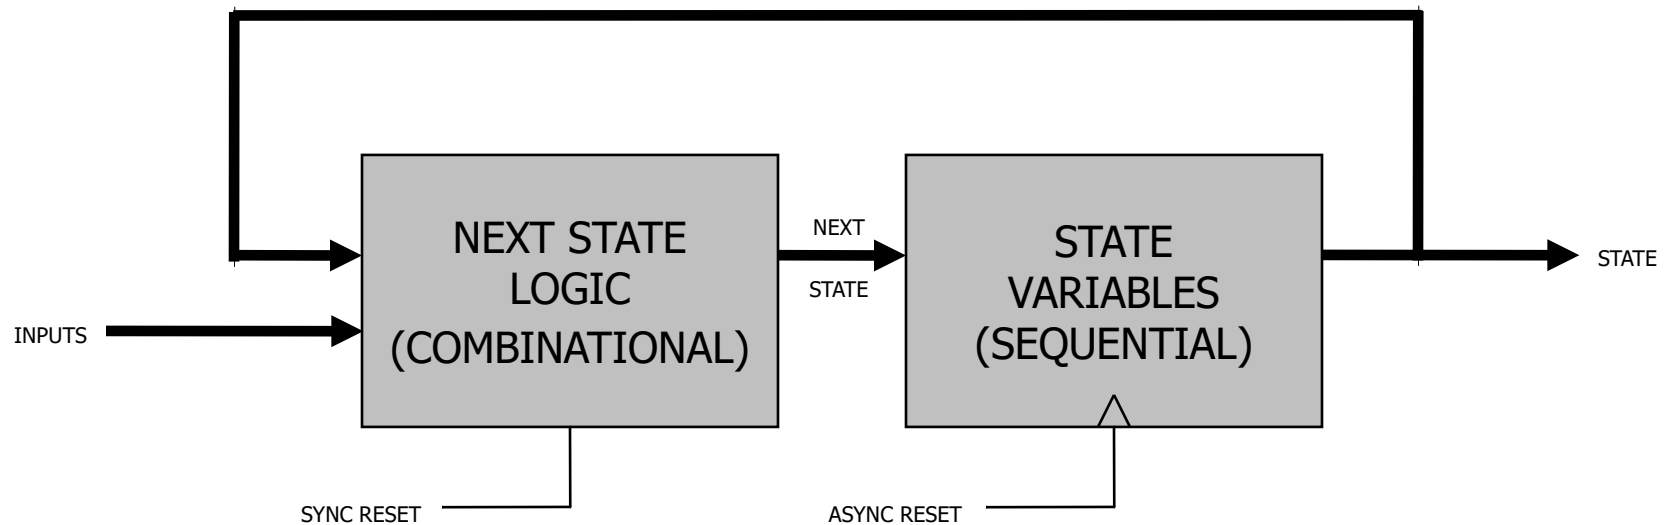 NEXT STATE
LOGIC
(COMBINATIONAL)
NEXT
STATE
STATE
VARIABLES
(SEQUENTIAL)
STATE
INPUTS
SYNC RESET
ASYNC RESET